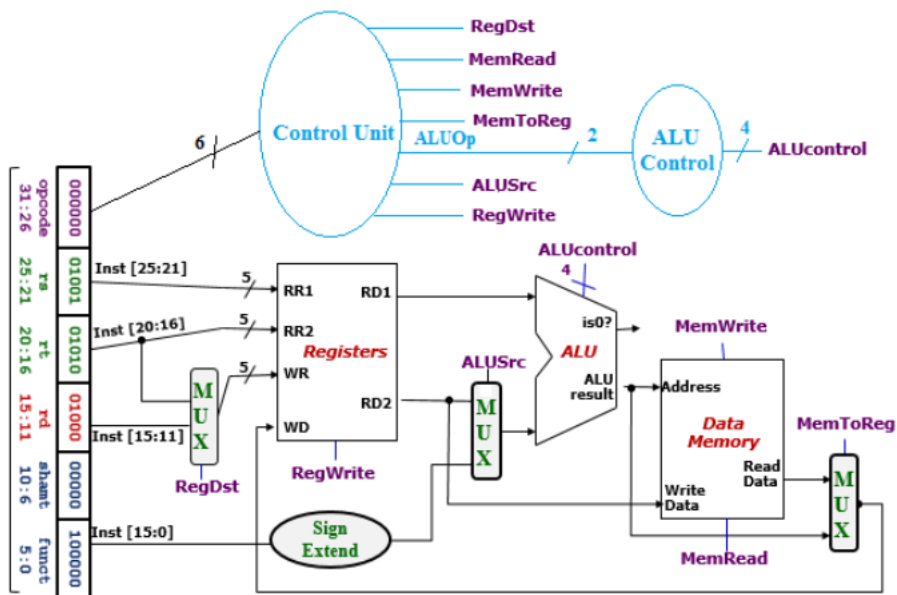 RegDst
MemRead
MemWrite
MemToReg
Control Unit
ALUOp
2
ALU
Control
4
ALUcontrol
6
ALUSrc
RegWrite
opcode
31:26
000000
rs
25:21
01001
rt
20:16
01010
rd
15:11
01000
shamt
10:6
00000
funct
5:0
100000
Inst [25:21]
5
RR1
RD1
Inst [20:16]
5
RR2
Registers
5
WR
MUX
RD2
WD
Inst [15:11]
RegDst
RegWrite
Inst [15:0]
Sign
Extend
ALUSrc
MUX
ALUcontrol
4
is0?
ALU
ALU
result
MemWrite
Address
Data
Memory
Read
Data
Write
Data
MemRead
MemToReg
MUX